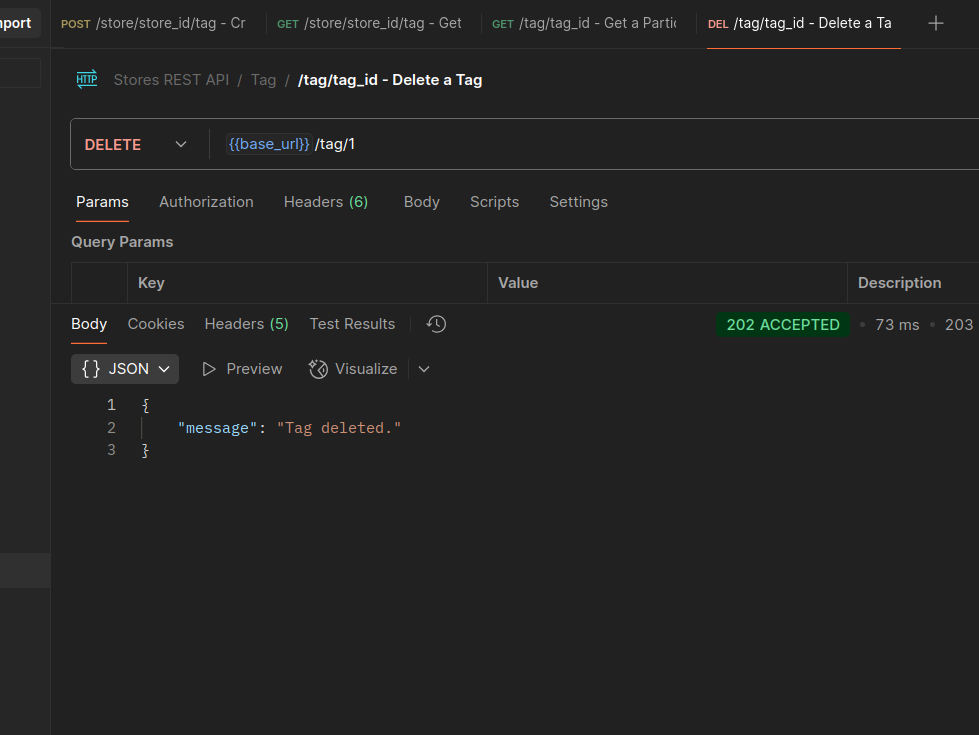 mport POST /store/store_id/tag - Cr GET /store/store_id/tag - Get GET /tag/tag_id - Get a Partic DEL /tag/tag_id - Delete a Ta
HTTP Stores REST API / Tag / /tag/tag_id - Delete a Tag
DELETE {{base_url}} /tag/1
Params Authorization Headers (6) Body Scripts Settings
Query Params
Key Value Description
Body Cookies Headers (5) Test Results 202 ACCEPTED • 73 ms • 203
{} JSON Preview Visualize
1 {
2 "message": "Tag deleted."
3 }